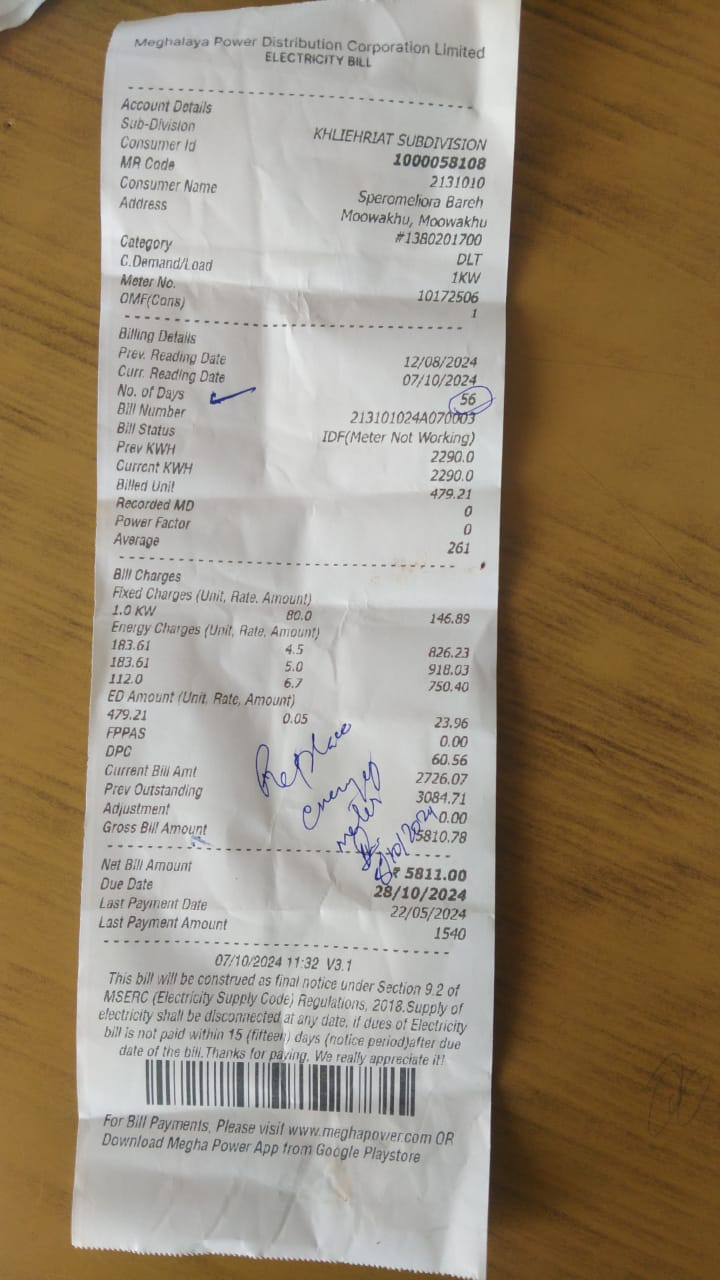 Meghalaya Power Distribution Corporation Limited
ELECTRICITY BILL
Account Details
Sub-Division KHLIEHRIAT SUBDIVISION
Consumer Id 1000058108
MR Code 2131010
Consumer Name Speromeliora Bareh
Address Moowakhu, Moowakhu
#1380201700
Category DLT
C.Demand/Load 1KW
Meter No. 10172506
OMF(Cons) 1
Billing Details
Prev. Reading Date 12/08/2024
Curr. Reading Date 07/10/2024
No. of Days 56
Bill Number 213101024A070003
Bill Status IDF(Meter Not Working)
Prev KWH 2290.0
Current KWH 2290.0
Billed Unit 479.21
Recorded MD 0
Power Factor 0
Average 261
Bill Charges
Fixed Charges (Unit, Rate, Amount)
1.0 KW 80.0 146.89
Energy Charges (Unit, Rate, Amount)
183.61 4.5 826.23
183.61 5.0 918.03
112.0 6.7 750.40
ED Amount (Unit, Rate, Amount)
479.21 0.05 23.96
FPPAS 0.00
DPC 60.56
Current Bill Amt 2726.07
Prev Outstanding 3084.71
Adjustment 0.00
Gross Bill Amount 5810.78
Replace
energy
meter
8/10/2024
Net Bill Amount ₹ 5811.00
Due Date 28/10/2024
Last Payment Date 22/05/2024
Last Payment Amount 1540
07/10/2024 11:32 V3.1
This bill will be construed as final notice under Section 9.2 of
MSERC (Electricity Supply Code) Regulations, 2018.Supply of
electricity shall be disconnected at any date, if dues of Electricity
bill is not paid within 15 (fifteen) days (notice period)after due
date of the bill.Thanks for paying. We really appreciate it!
For Bill Payments, Please visit www.meghapower.com OR
Download Megha Power App from Google Playstore